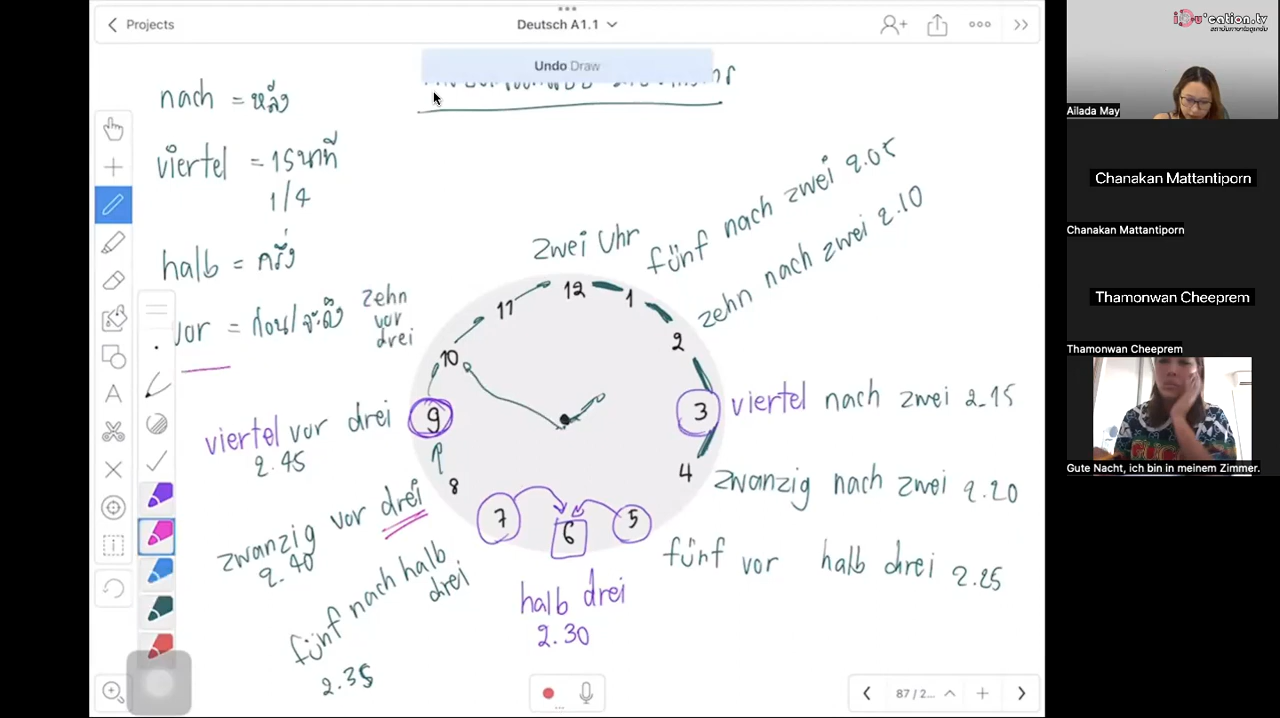 Projects
Deutsch A1.1
Undo Draw
nach = หลัง
viertel = 15นาที
1/4
halb = ครึ่ง
vor = ก่อน/จะถึง
zehn
vor
drei
zwei Uhr
fünf nach zwei 2.05
zehn nach zwei 2.10
12
1
11
2
10
3
9
4
8
7
6
5
viertel nach zwei 2.15
viertel vor drei
2.45
zwanzig nach zwei 2.20
zwanzig vor drei
2.40
fünf vor halb drei 2.25
fünf nach halb
drei
2.35
halb drei
2.30
87 / 2...
Ailada May
Chanakan Mattantiporn
Chanakan Mattantiporn
Thamonwan Cheeprem
Thamonwan Cheeprem
Gute Nacht, ich bin in meinem Zimmer.